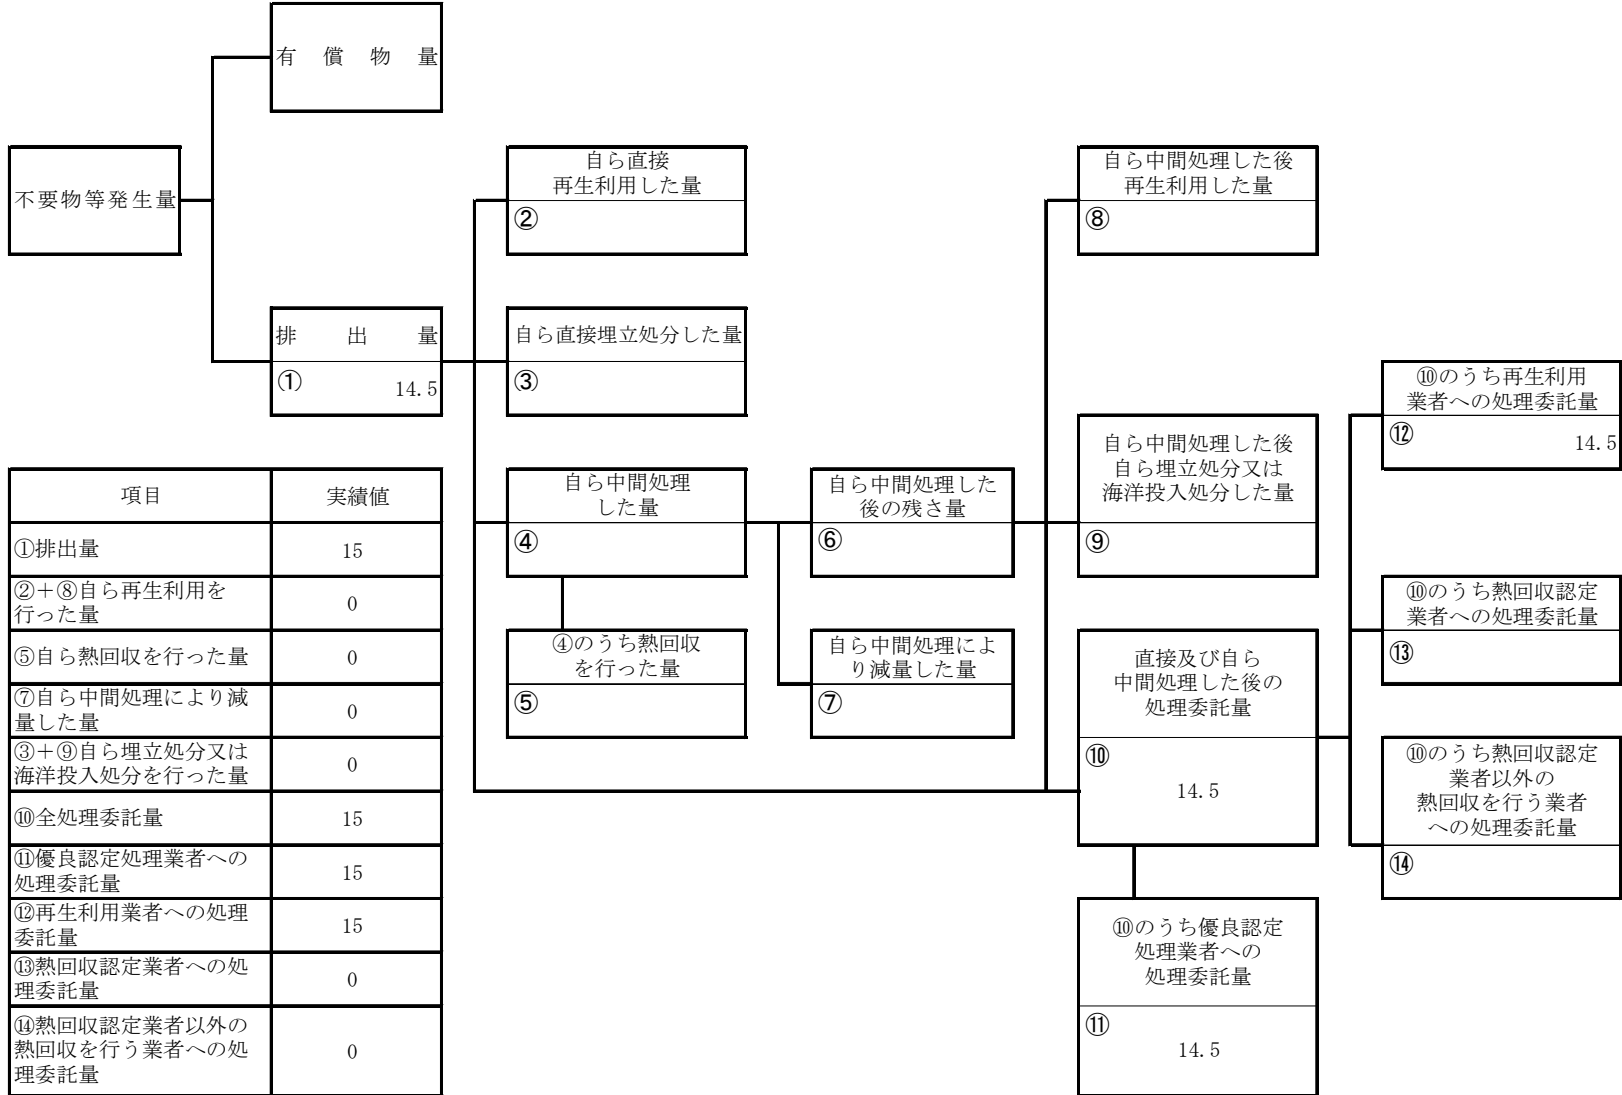 有償物量
不要物等発生量
排出量
① 14.5
自ら直接
再生利用した量
②
自ら直接埋立処分した量
③
自ら中間処理
した量
④
④のうち熱回収
を行った量
⑤
自ら中間処理した
後の残さ量
⑥
自ら中間処理によ
り減量した量
⑦
自ら中間処理した後
再生利用した量
⑧
自ら中間処理した後
自ら埋立処分又は
海洋投入処分した量
⑨
直接及び自ら
中間処理した後の
処理委託量
⑩
14.5
⑩のうち優良認定
処理業者への
処理委託量
⑪
14.5
⑩のうち再生利用
業者への処理委託量
⑫ 14.5
⑩のうち熱回収認定
業者への処理委託量
⑬
⑩のうち熱回収認定
業者以外の
熱回収を行う業者
への処理委託量
⑭
項目 実績値
①排出量 15
②＋⑧自ら再生利用を
行った量 0
⑤自ら熱回収を行った量 0
⑦自ら中間処理により減
量した量 0
③＋⑨自ら埋立処分又は
海洋投入処分を行った量 0
⑩全処理委託量 15
⑪優良認定処理業者への
処理委託量 15
⑫再生利用業者への処理
委託量 15
⑬熱回収認定業者への処
理委託量 0
⑭熱回収認定業者以外の
熱回収を行う業者への処
理委託量 0